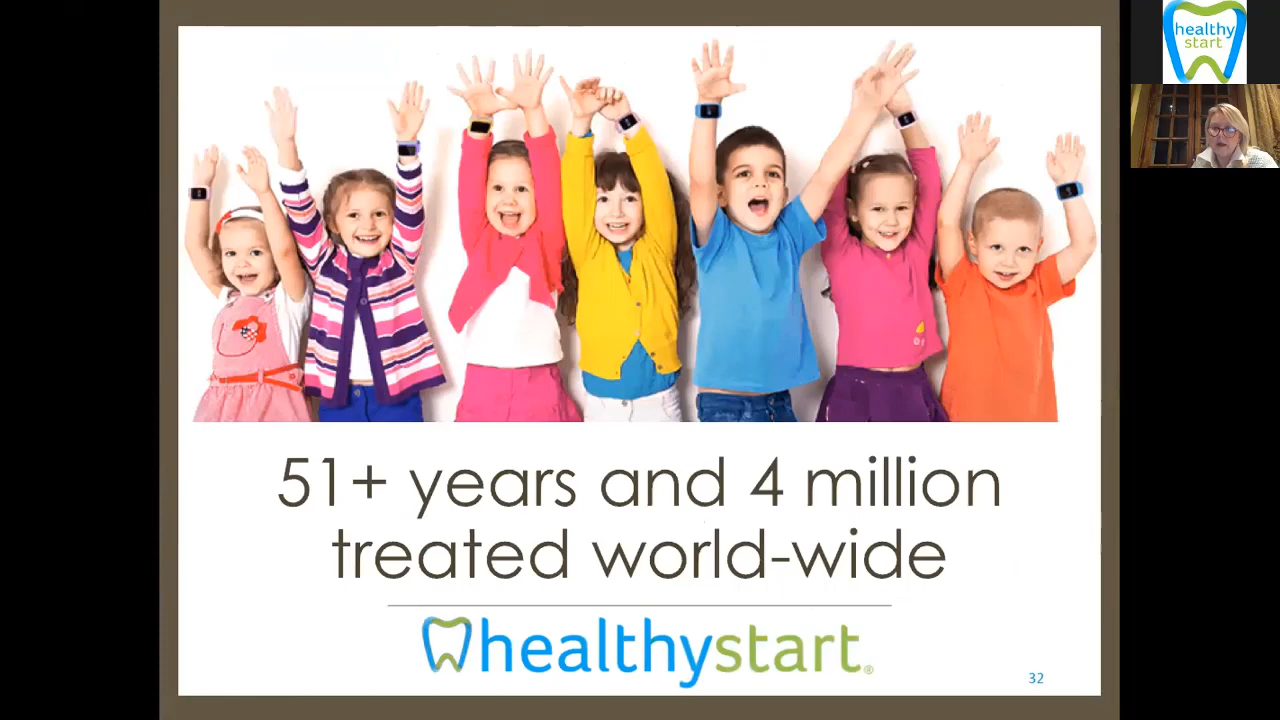 51+ years and 4 million
treated world-wide
healthystart®
32
healthy
start